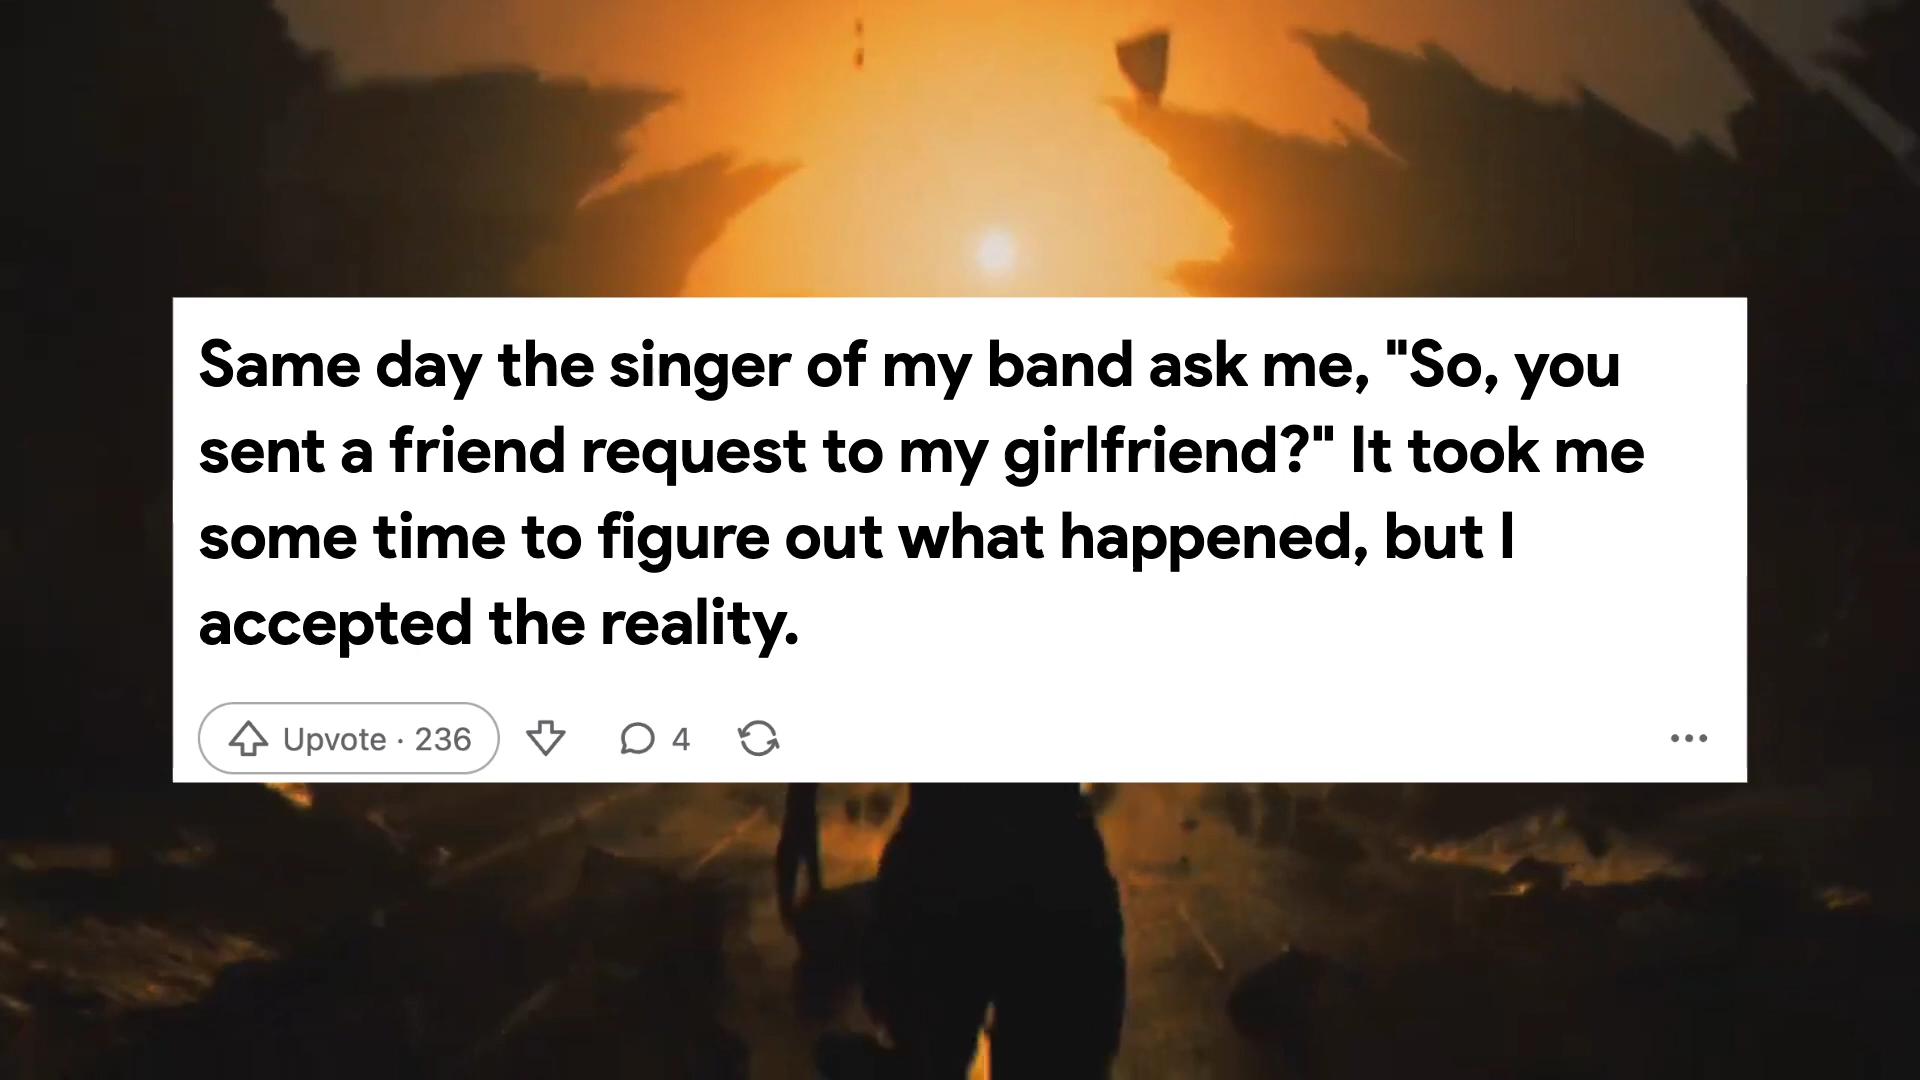 Same day the singer of my band ask me, "So, you
sent a friend request to my girlfriend?" It took me
some time to figure out what happened, but I
accepted the reality.
Upvote · 236 4